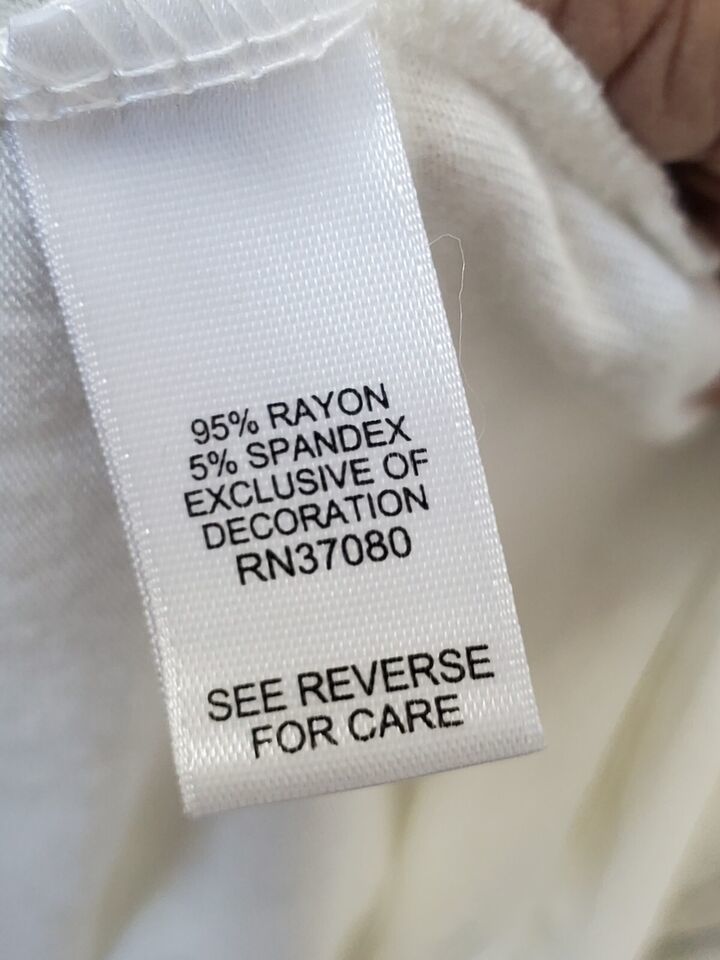 95% RAYON
5% SPANDEX
EXCLUSIVE OF
DECORATION
RN37080
SEE REVERSE
FOR CARE